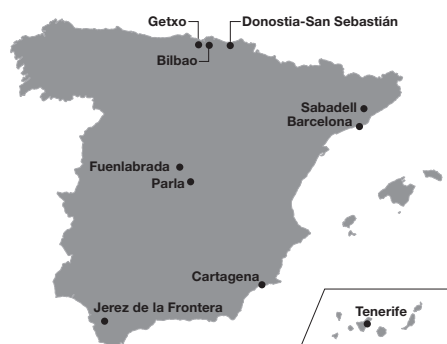 Getxo
Donostia-San Sebastián
Bilbao
Sabadell
Barcelona
Fuenlabrada
Parla
Cartagena
Jerez de la Frontera
Tenerife